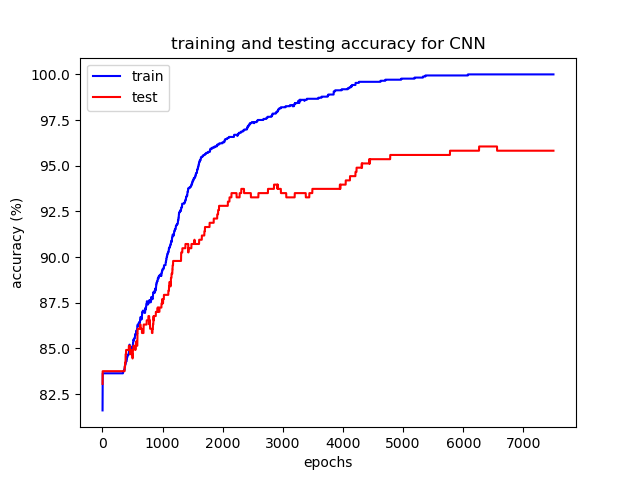 training and testing accuracy for CNN
train
test
accuracy (%)
100.0
97.5
95.0
92.5
90.0
87.5
85.0
82.5
0 1000 2000 3000 4000 5000 6000 7000
epochs